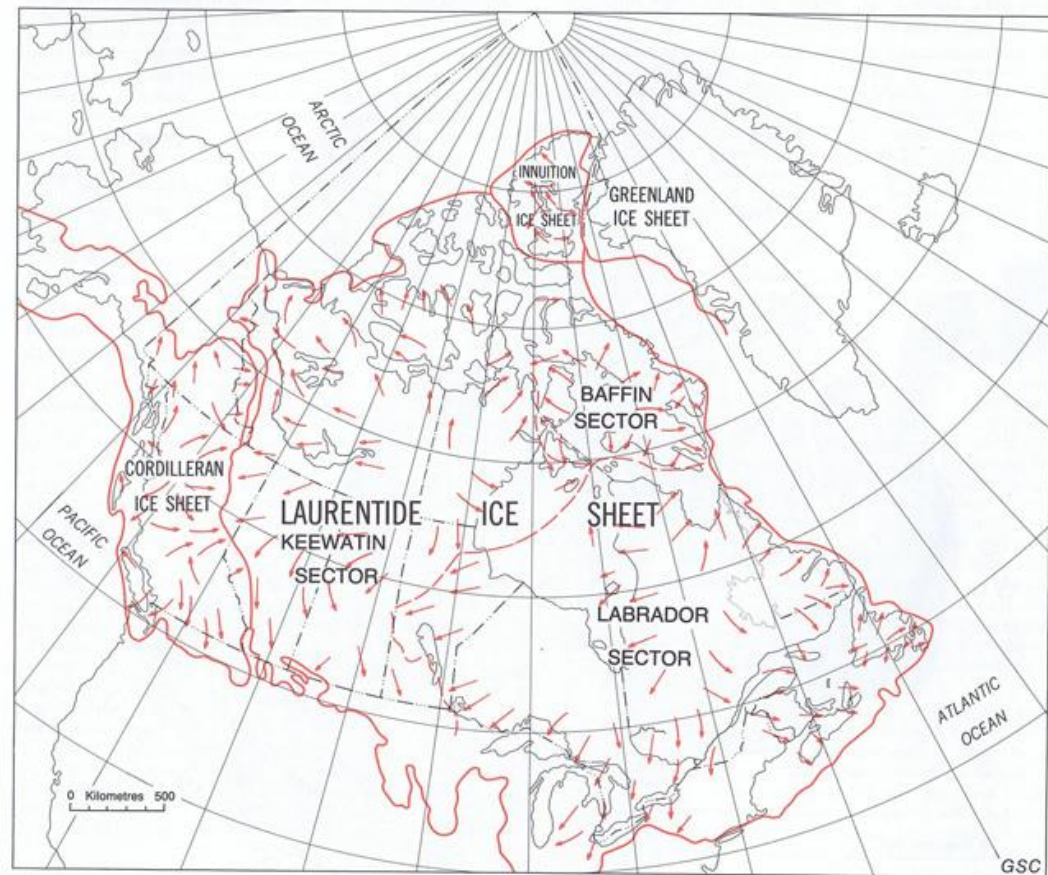 ARCTIC
OCEAN
INNUITION
ICE SHEET
GREENLAND
ICE SHEET
BAFFIN
SECTOR
CORDILLERAN
ICE SHEET
PACIFIC
OCEAN
LAURENTIDE ICE SHEET
KEEWATIN
SECTOR
LABRADOR
SECTOR
ATLANTIC
OCEAN
0 Kilometres 500
GSC